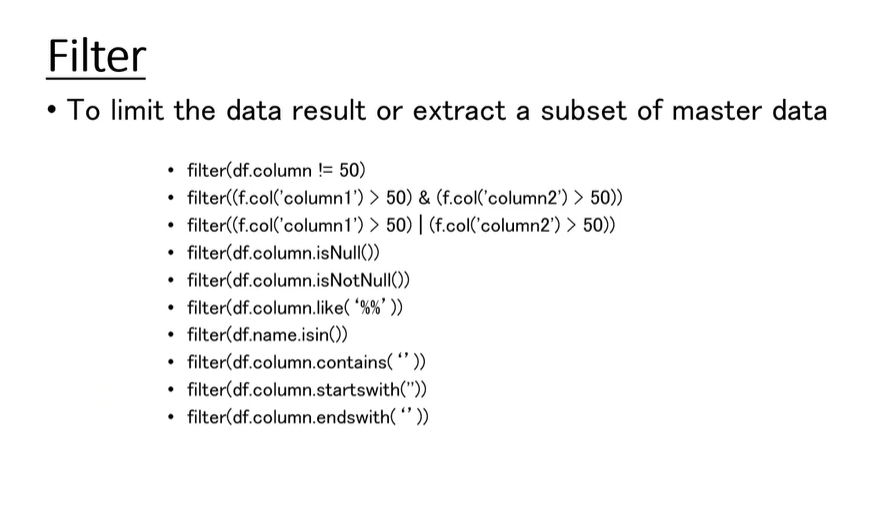 Filter
• To limit the data result or extract a subset of master data
• filter(df.column != 50)
• filter((f.col('column1') > 50) & (f.col('column2') > 50))
• filter((f.col('column1') > 50) | (f.col('column2') > 50))
• filter(df.column.isNull())
• filter(df.column.isNotNull())
• filter(df.column.like( ‘%%’ ))
• filter(df.name.isin())
• filter(df.column.contains( ‘’ ))
• filter(df.column.startswith(''))
• filter(df.column.endswith( ‘’ ))